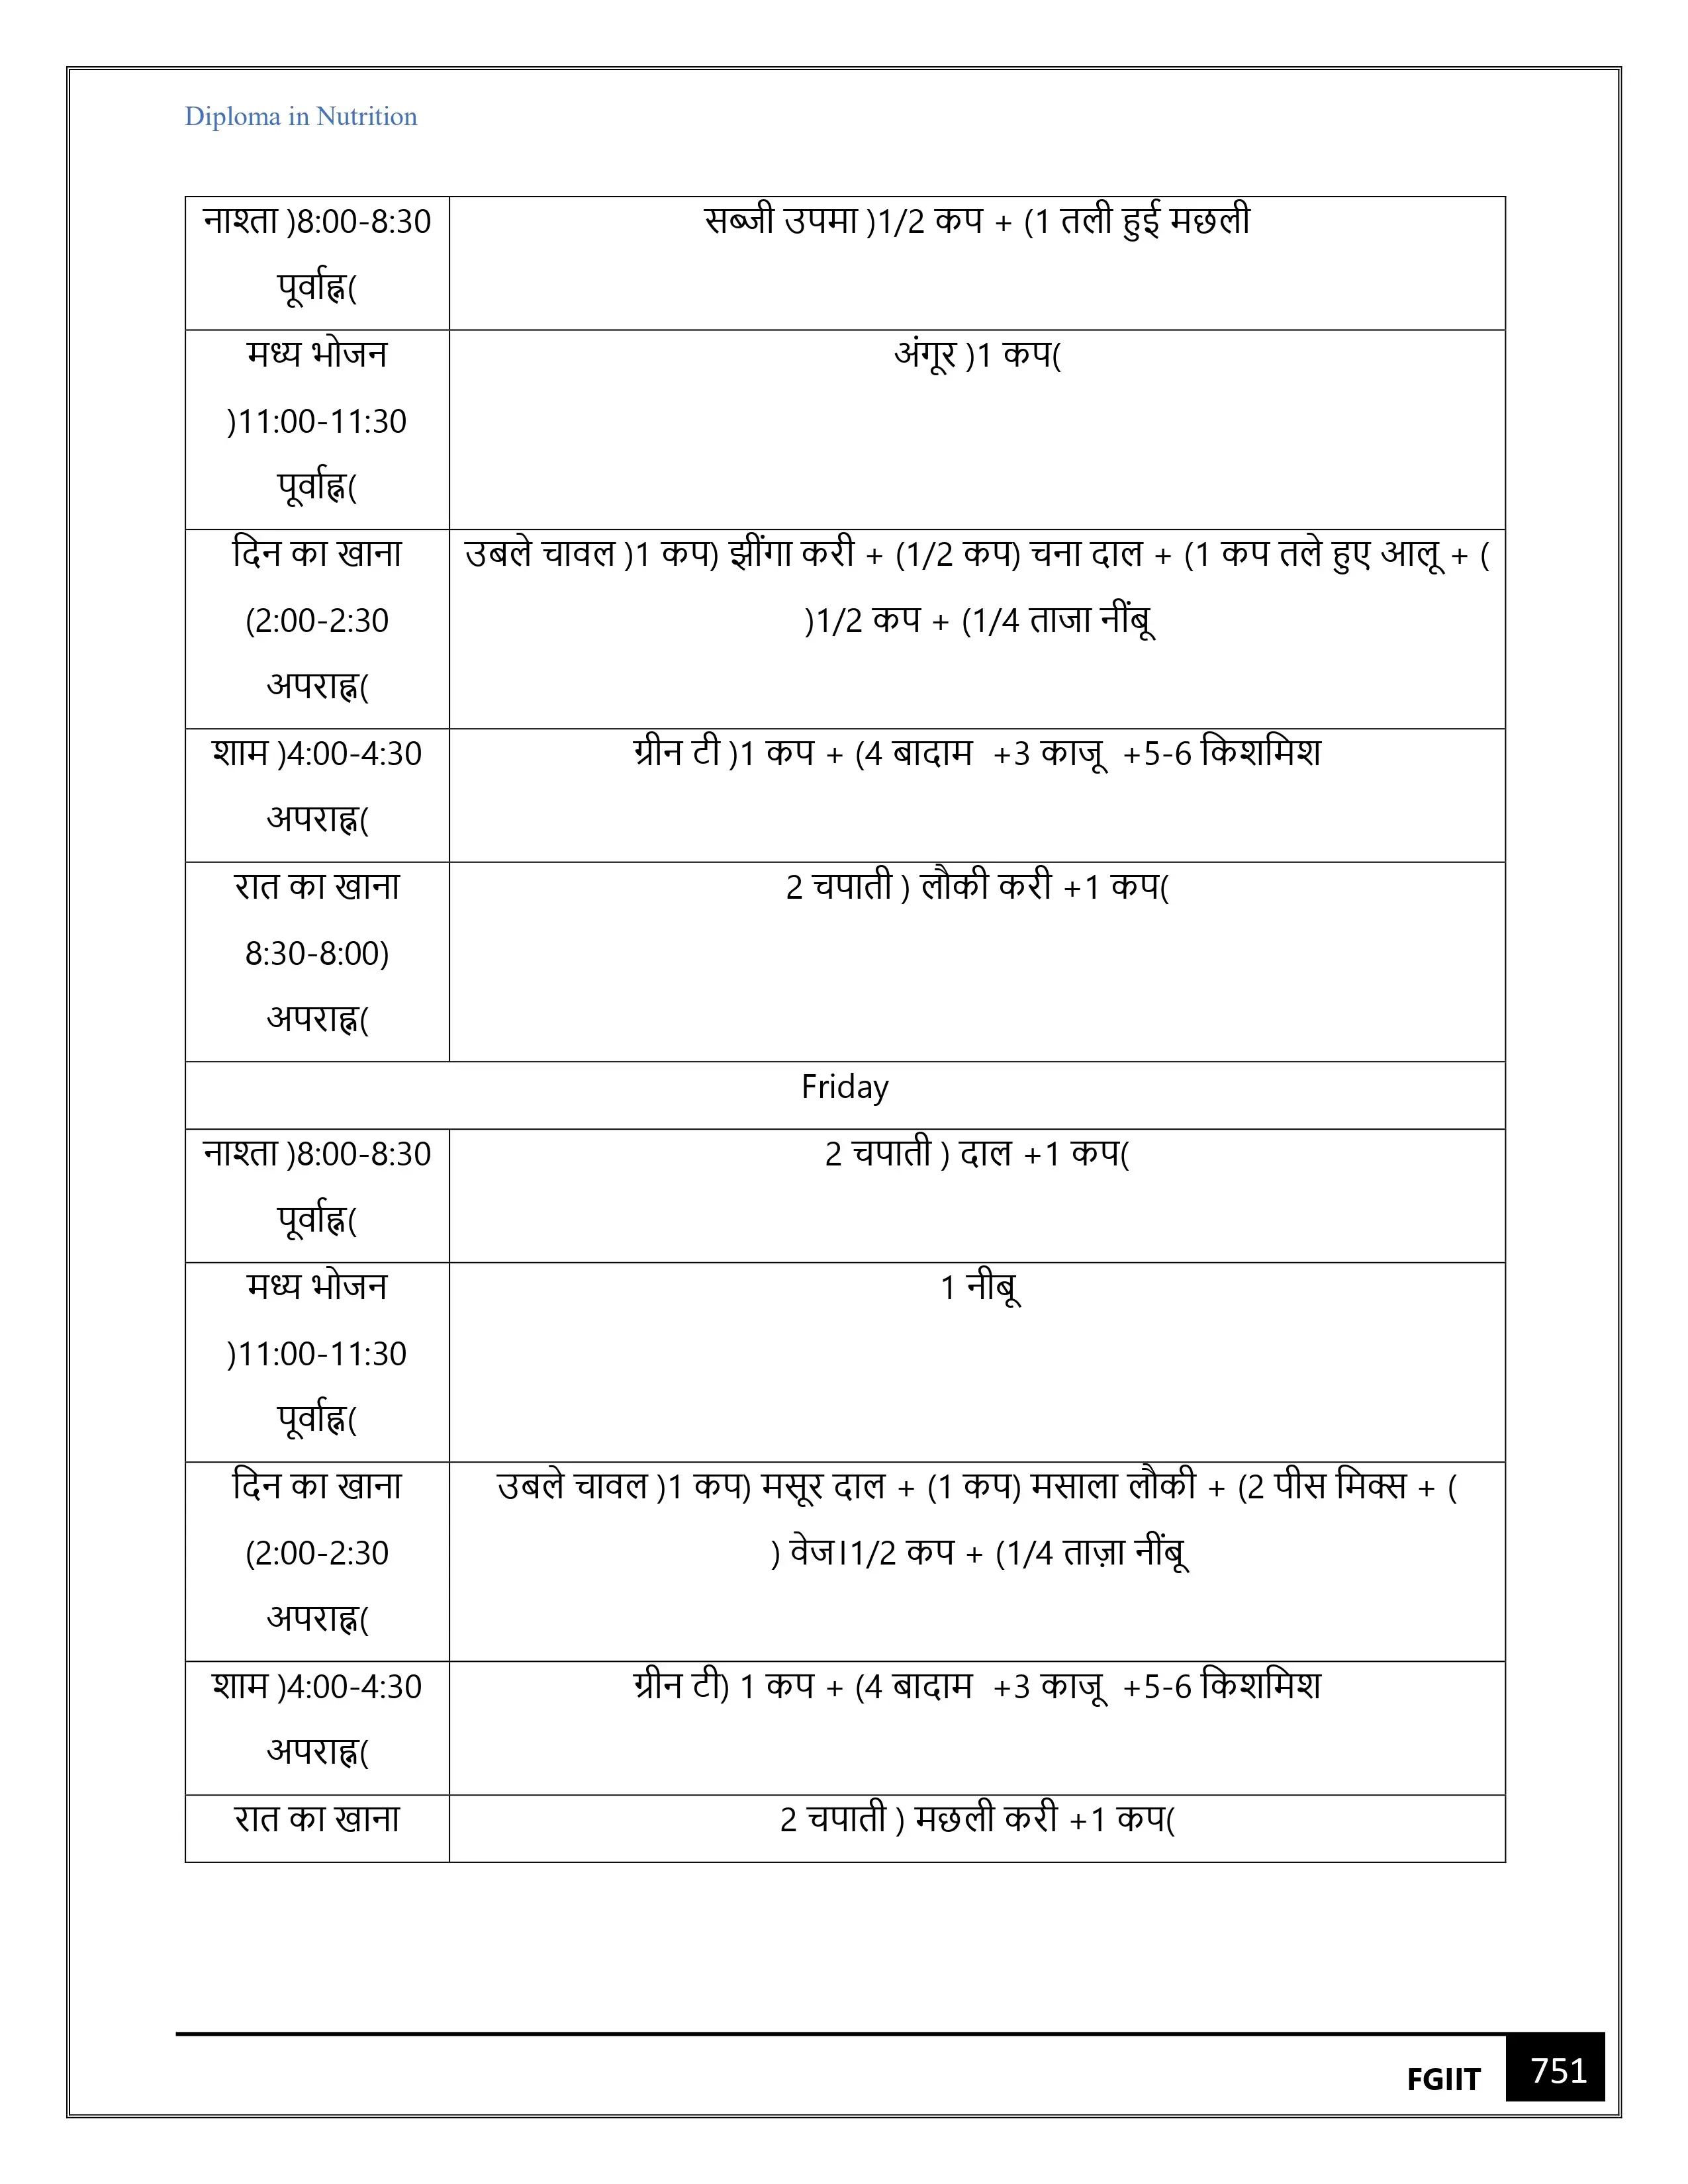 Diploma in Nutrition
नाश्ता )8:00-8:30
पूर्वाह्न(
सब्जी उपमा )1/2 कप + (1 तली हुई मछली
मध्य भोजन
)11:00-11:30
पूर्वाह्न(
अंगूर )1 कप(
दिन का खाना
(2:00-2:30
अपराह्न(
उबले चावल )1 कप) झींगा करी + (1/2 कप) चना दाल + (1 कप तले हुए आलू + (
)1/2 कप + (1/4 ताजा नींबू
शाम )4:00-4:30
अपराह्न(
ग्रीन टी )1 कप + (4 बादाम +3 काजू +5-6 किशमिश
रात का खाना
8:30-8:00)
अपराह्न(
2 चपाती ) लौकी करी +1 कप(
Friday
नाश्ता )8:00-8:30
पूर्वाह्न(
2 चपाती ) दाल +1 कप(
मध्य भोजन
)11:00-11:30
पूर्वाह्न(
1 नीबू
दिन का खाना
(2:00-2:30
अपराह्न(
उबले चावल )1 कप) मसूर दाल + (1 कप) मसाला लौकी + (2 पीस मिक्स + (
) वेज।1/2 कप + (1/4 ताज़ा नींबू
शाम )4:00-4:30
अपराह्न(
ग्रीन टी) 1 कप + (4 बादाम +3 काजू +5-6 किशमिश
रात का खाना
2 चपाती ) मछली करी +1 कप(
FGIIT 751